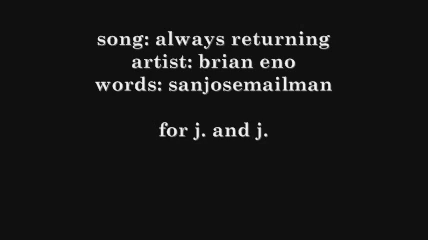 song: always returning
artist: brian eno
words: sanjosemailman
for j. and j.